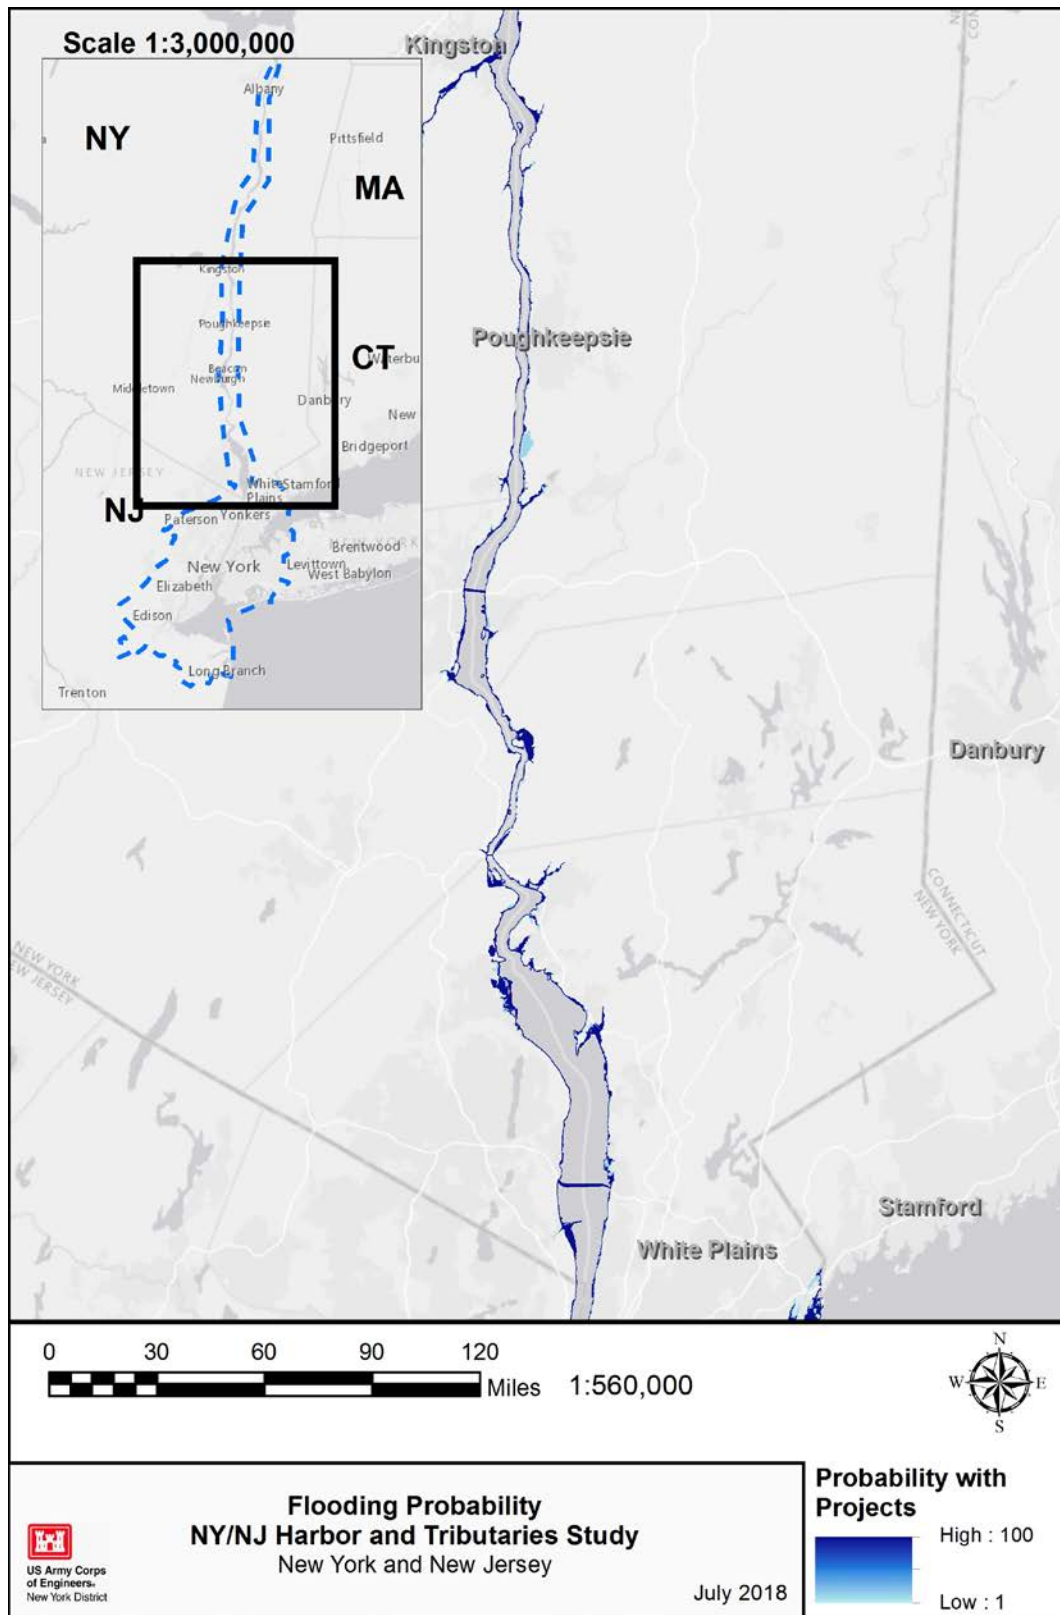 Scale 1:3,000,000
Kingston
Albany
NY
Pittsfield
MA
Kingston
Poughkeepsie
CT
Waterbu
Beacon
Newburgh
Middletown
Danbury
New
Bridgeport
NEW JERSEY
White
Plains
Stamford
NJ
Paterson
Yonkers
NEW YORK
Brentwood
New York
Levittown
West Babylon
Elizabeth
Edison
Long Branch
Trenton
Poughkeepsie
Danbury
CONNECTICUT
NEW YORK
NEW YORK
EW JERSEY
Stamford
White Plains
0 30 60 90 120
Miles 1:560,000
N
W E
S
Flooding Probability
NY/NJ Harbor and Tributaries Study
New York and New Jersey
US Army Corps
of Engineers®
New York District
July 2018
Probability with
Projects
High : 100
Low : 1